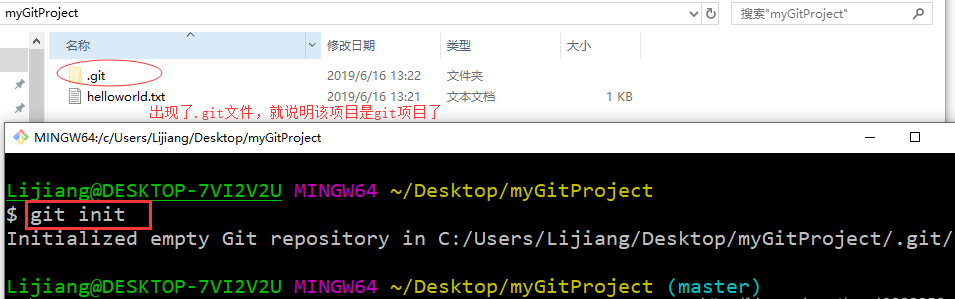 myGitProject
搜索"myGitProject"
名称 修改日期 类型 大小
.git 2019/6/16 13:22 文件夹
helloworld.txt 2019/6/16 13:21 文本文档 1 KB
出现了.git文件，就说明该项目是git项目了
MINGW64:/c/Users/Lijiang/Desktop/myGitProject
Lijiang@DESKTOP-7VI2V2U MINGW64 ~/Desktop/myGitProject
$ git init
Initialized empty Git repository in C:/Users/Lijiang/Desktop/myGitProject/.git/
Lijiang@DESKTOP-7VI2V2U MINGW64 ~/Desktop/myGitProject (master)